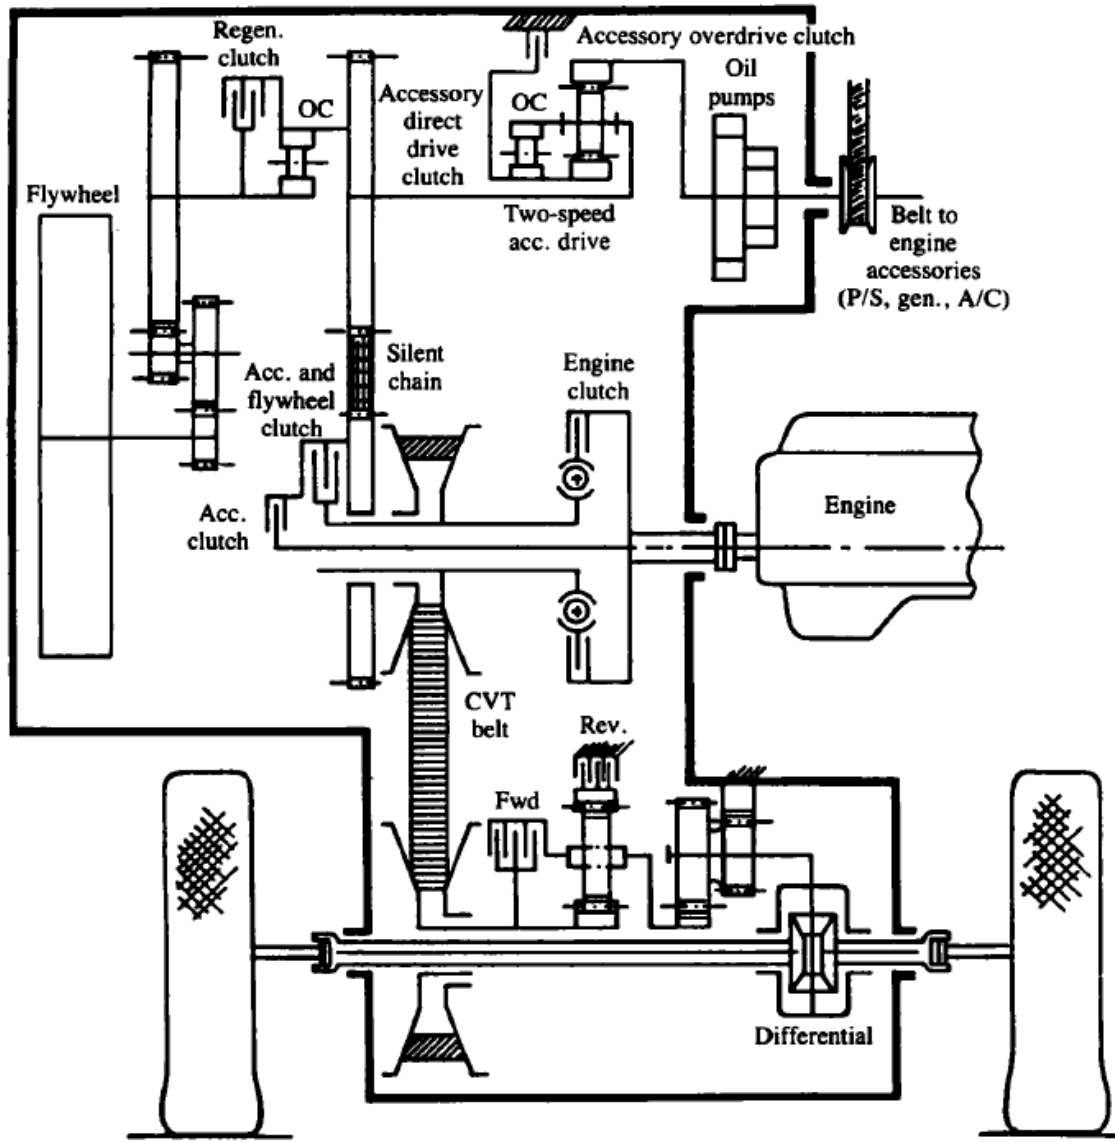 Regen.
clutch
Accessory overdrive clutch
Oil
pumps
OC
Accessory
direct
drive
clutch
OC
Flywheel
Two-speed
acc. drive
Belt to
engine
accessories
(P/S, gen., A/C)
Silent
chain
Engine
clutch
Acc. and
flywheel
clutch
Engine
Acc.
clutch
CVT
belt
Rev.
Fwd
Differential